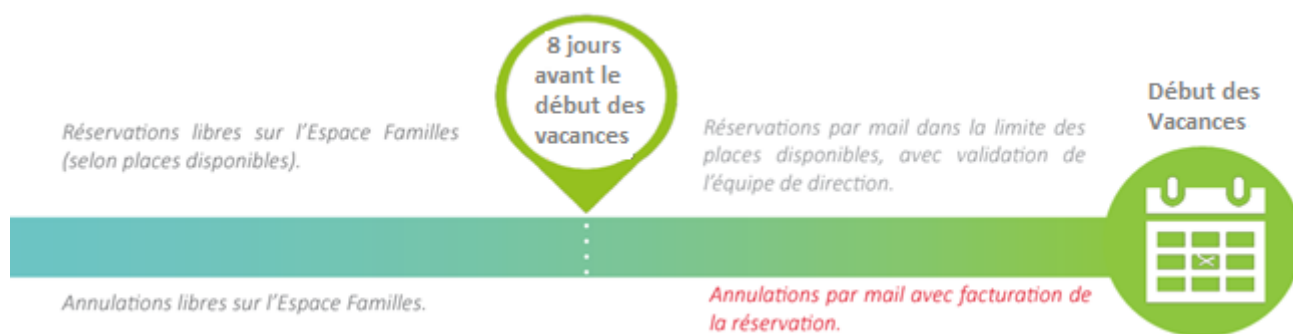 8 jours
avant le
début des
vacances
Début des
Vacances
Réservations libres sur l'Espace Familles
(selon places disponibles).
Réservations par mail dans la limite des
places disponibles, avec validation de
l'équipe de direction.
Annulations libres sur l'Espace Familles.
Annulations par mail avec facturation de
la réservation.